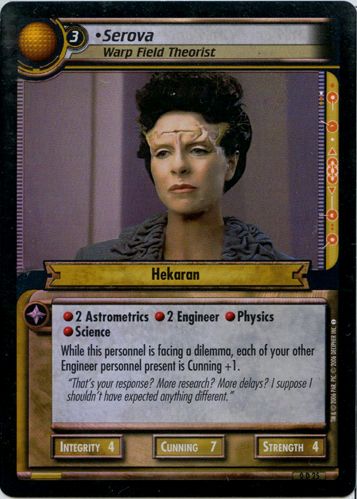 3 •Serova
Warp Field Theorist
Hekaran
2 Astrometrics 2 Engineer Physics
Science
While this personnel is facing a dilemma, each of your other
Engineer personnel present is Cunning +1.
"That's your response? More research? More delays? I suppose I
shouldn't have expected anything different."
INTEGRITY 4 CUNNING 7 STRENGTH 4
0 D 25